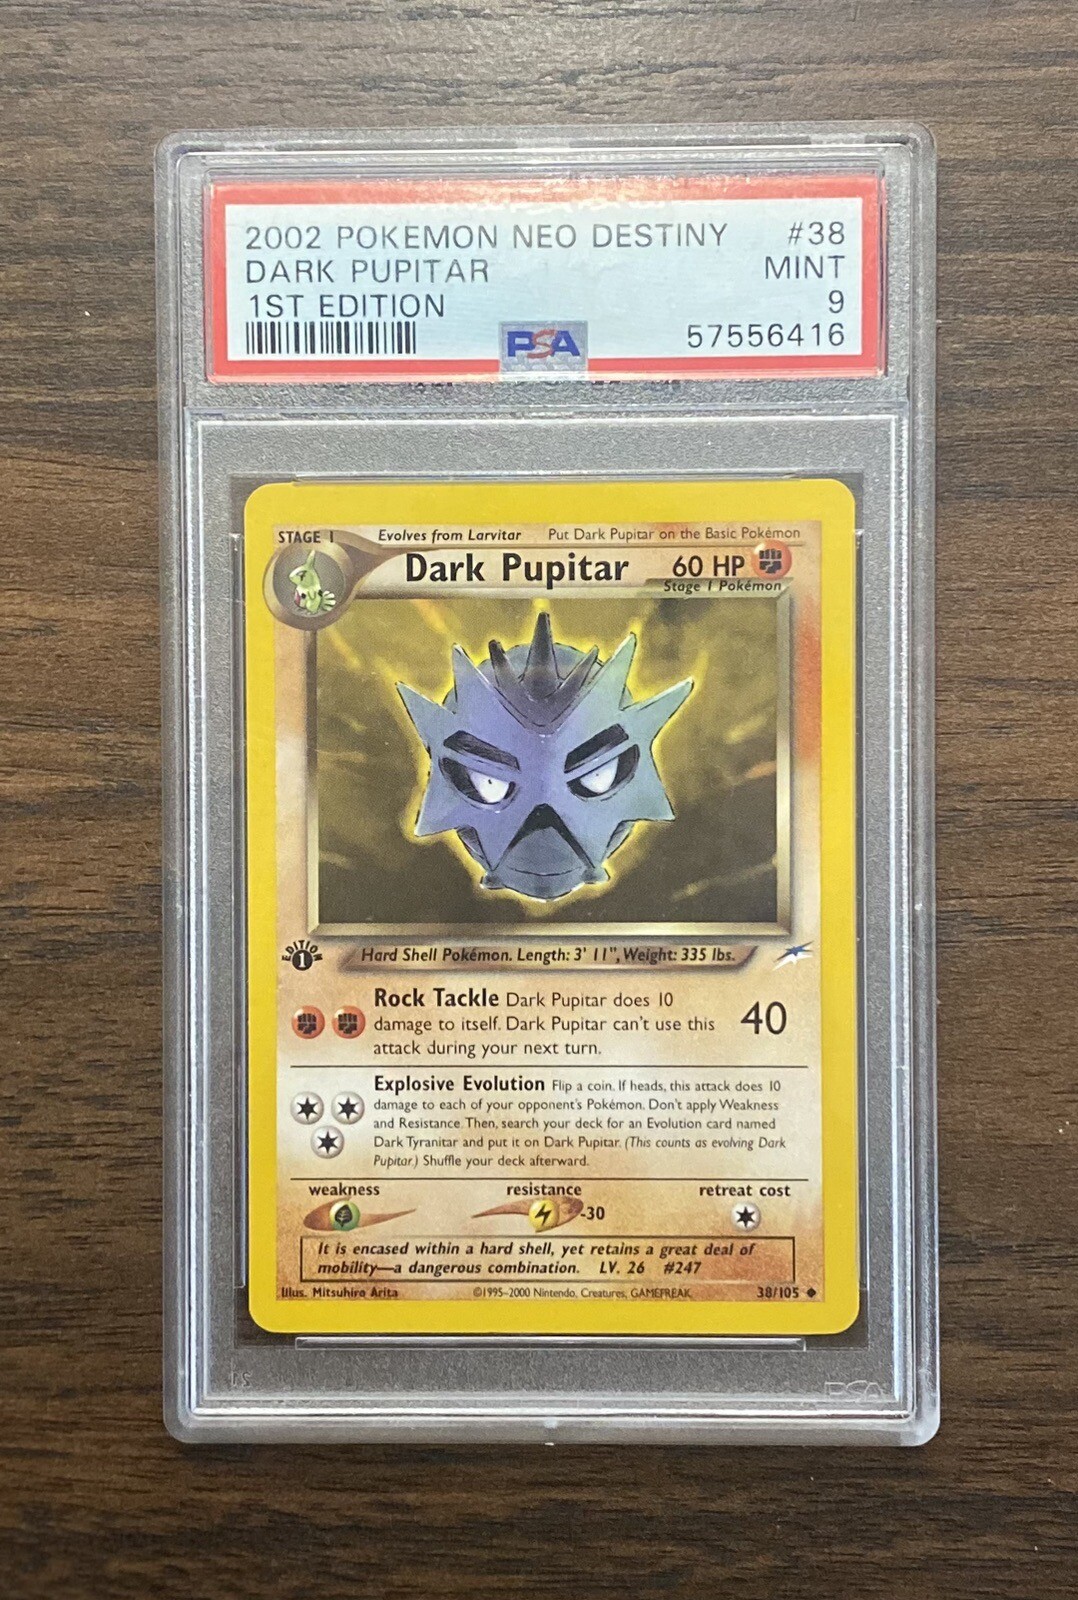 2002 POKEMON NEO DESTINY #38
DARK PUPITAR MINT
1ST EDITION 9
PSA 57556416
STAGE 1 Evolves from Larvitar Put Dark Pupitar on the Basic Pokémon
Dark Pupitar 60 HP
Stage 1 Pokémon
EDITION 1
Hard Shell Pokémon. Length: 3' 11", Weight: 335 lbs.
Rock Tackle Dark Pupitar does 10
damage to itself. Dark Pupitar can't use this 40
attack during your next turn.
Explosive Evolution Flip a coin. If heads, this attack does 10
damage to each of your opponent's Pokémon. Don't apply Weakness
and Resistance. Then, search your deck for an Evolution card named
Dark Tyranitar and put it on Dark Pupitar. (This counts as evolving Dark
Pupitar.) Shuffle your deck afterward.
weakness resistance retreat cost
-30
It is encased within a hard shell, yet retains a great deal of
mobility—a dangerous combination. LV. 26 #247
Illus. Mitsuhiro Arita ©1995-2000 Nintendo, Creatures, GAMEFREAK. 38/105
PSA